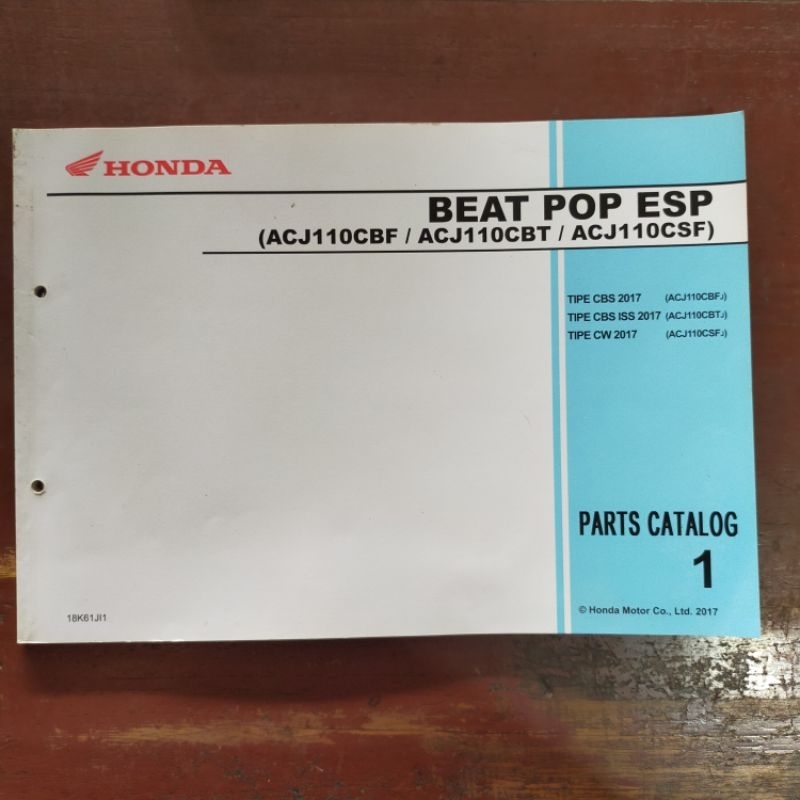 HONDA
BEAT POP ESP
(ACJ110CBF / ACJ110CBT / ACJ110CSF)
TIPE CBS 2017 (ACJ110CBFJ)
TIPE CBS ISS 2017 (ACJ110CBTJ)
TIPE CW 2017 (ACJ110CSFJ)
PARTS CATALOG
1
© Honda Motor Co., Ltd. 2017
18K61JI1